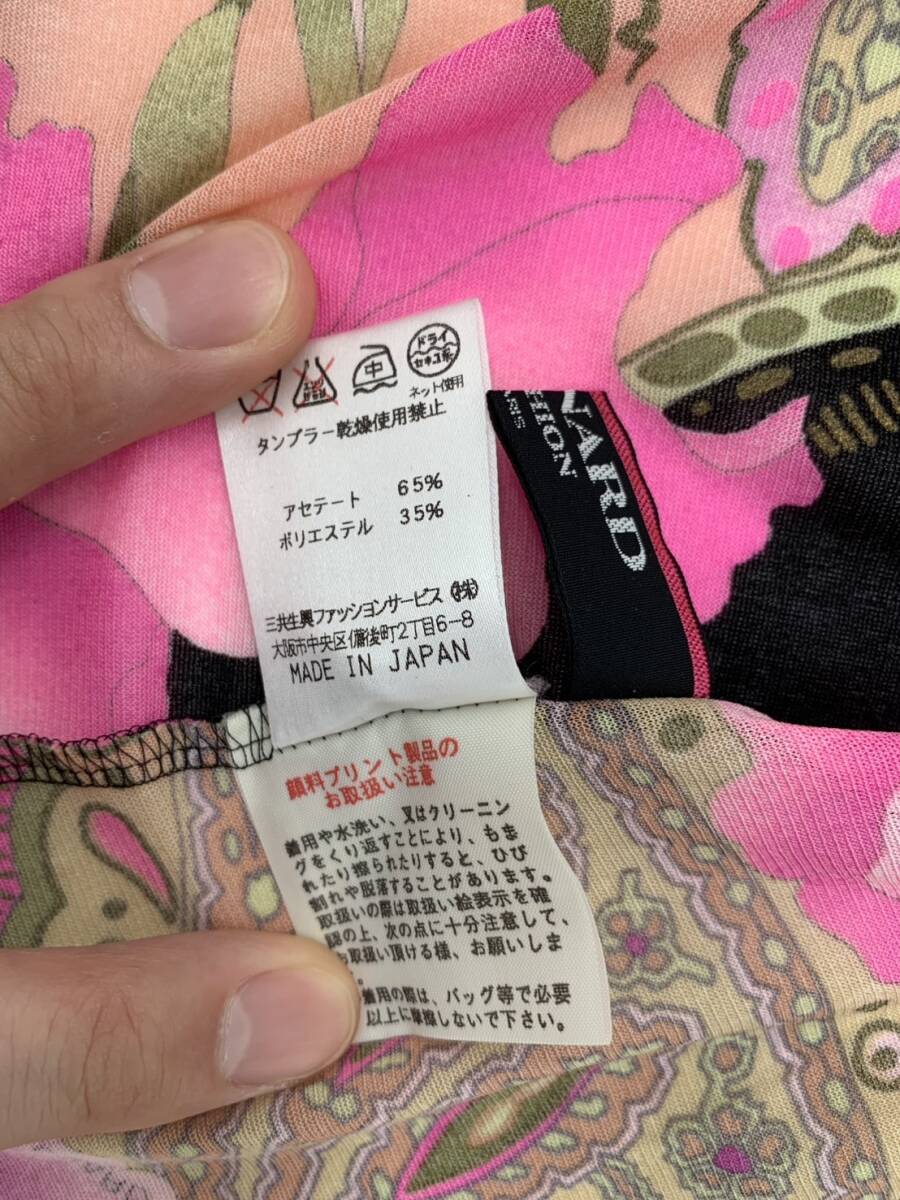 ドライ
セキユ系
中
ネット使用
タンブラー乾燥使用禁止
アセテート 65%
ポリエステル 35%
三共生興ファッションサービス(株)
大阪市中央区備後町2丁目6-8
MADE IN JAPAN
NARD
SHION
ARIS
顔料プリント製品の
お取扱い注意
着用や水洗い、又はクリーニン
グをくり返すことにより、もま
れたり擦られたりすると、ひび
割れや脱落することがあります。
取扱いの際は取扱い絵表示を確
認の上、次の点に十分注意して、
お取扱い頂ける様、お願いしま
。
着用の際は、バッグ等で必要
以上に摩擦しないで下さい。